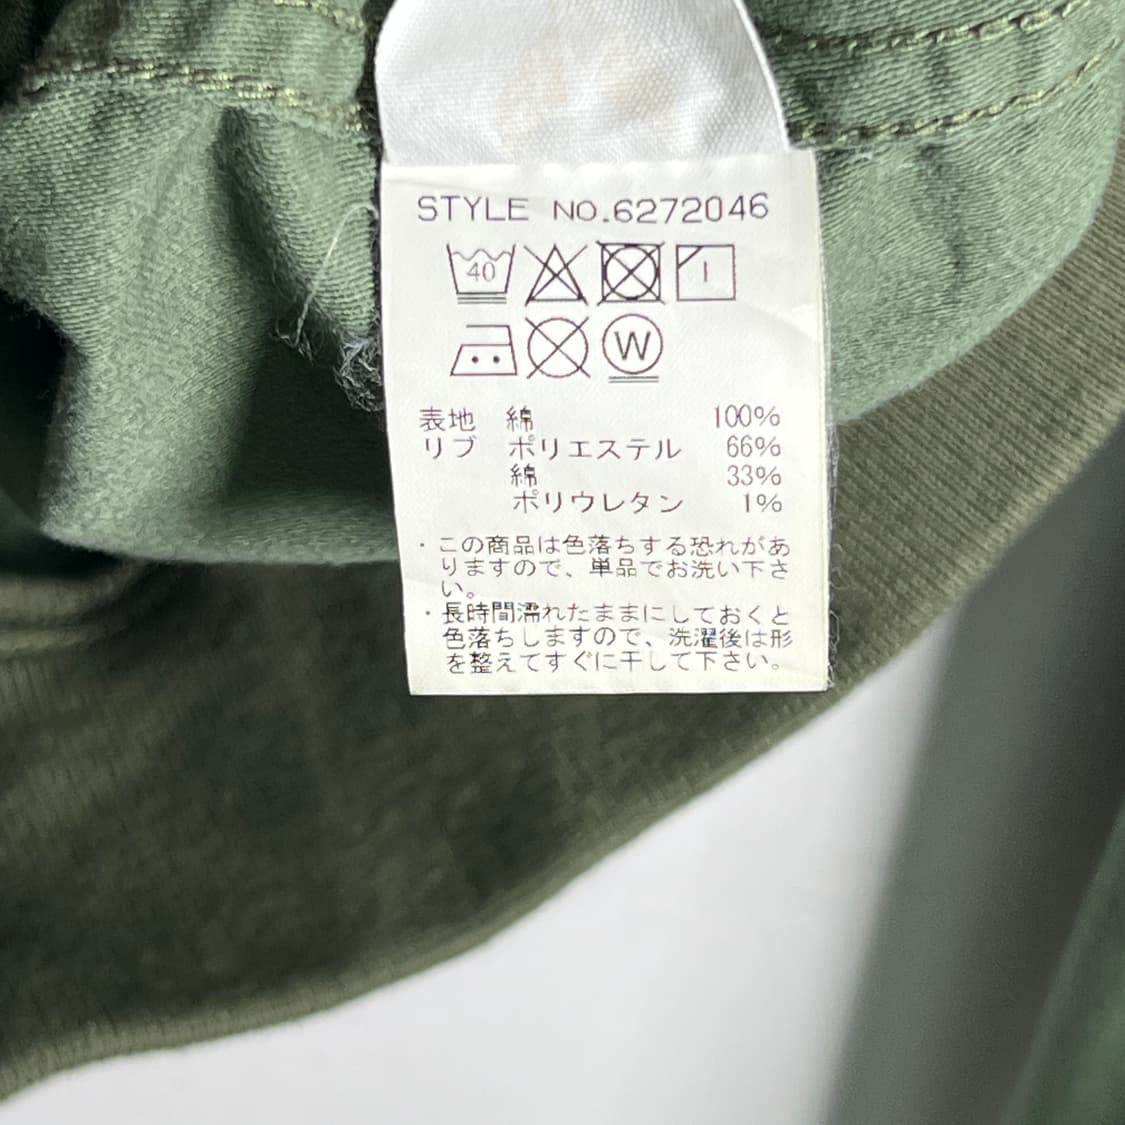 STYLE NO.6272046
40
W
表地 綿 100%
リブ ポリエステル 66%
綿 33%
ポリウレタン 1%
・この商品は色落ちする恐れがあ
りますので、単品でお洗い下さ
い。
・長時間濡れたままにしておくと
色落ちしますので、洗濯後は形
を整えてすぐに干して下さい。